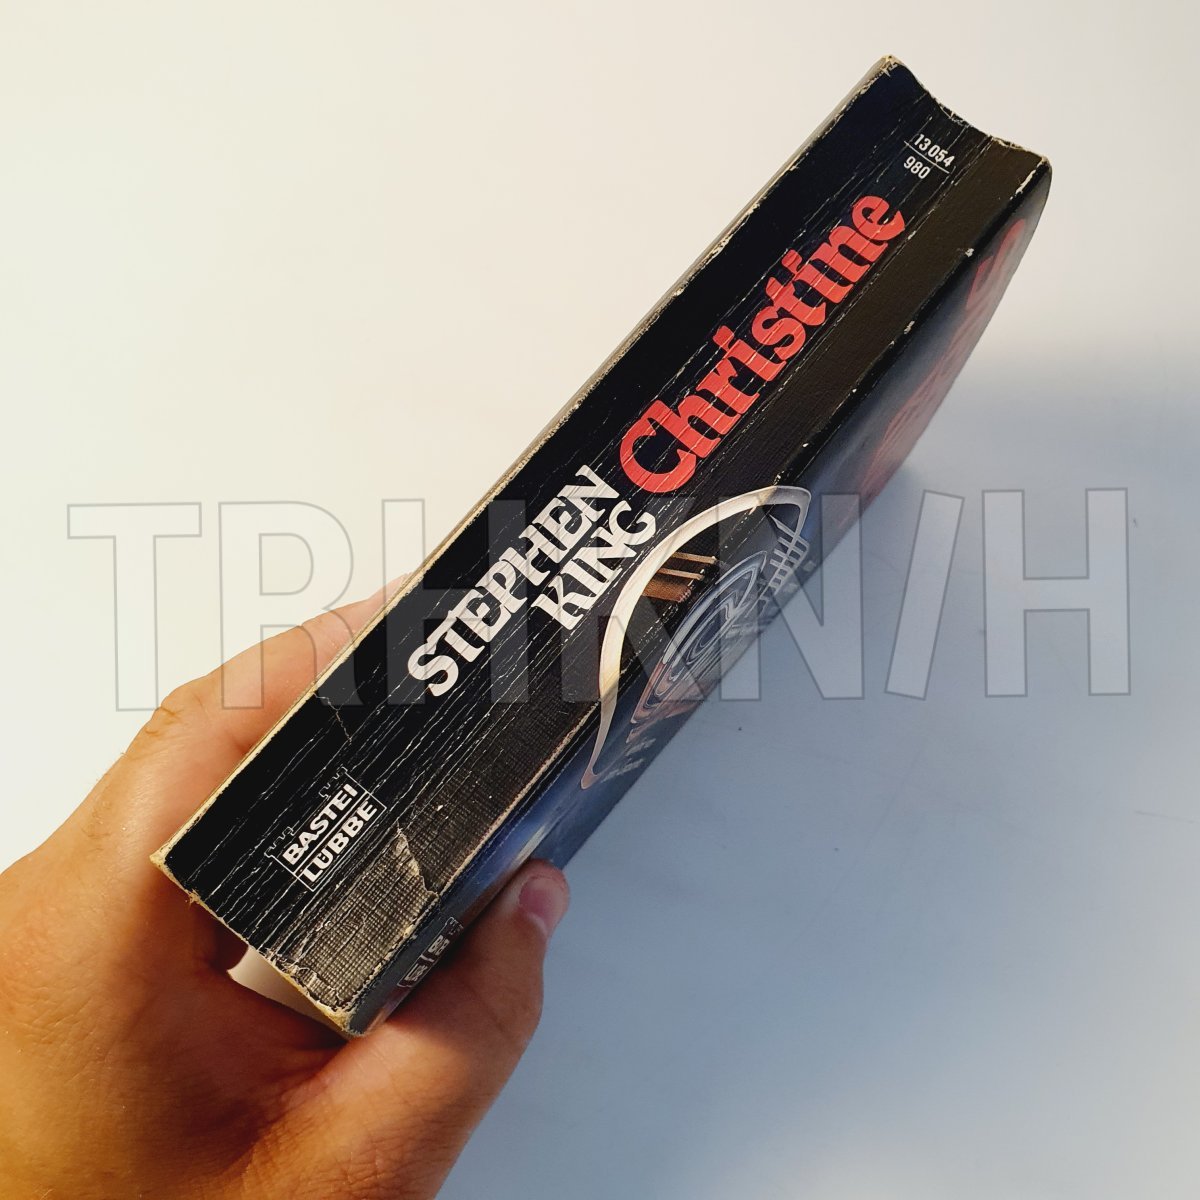 13 054
980
Christine
STEPHEN
KING
BASTEI
LÜBBE
TRHKN/H